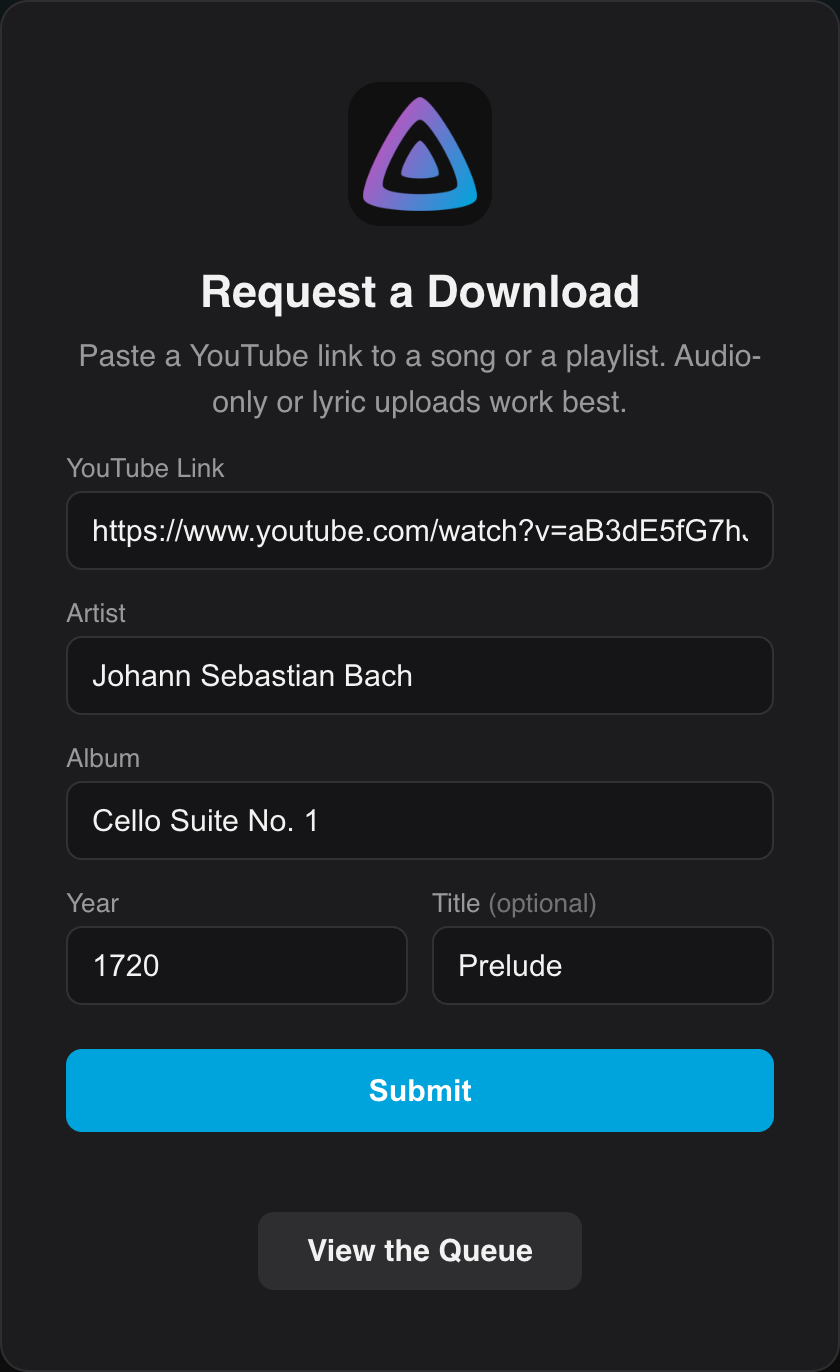 Request a Download
Paste a YouTube link to a song or a playlist. Audio-
only or lyric uploads work best.
YouTube Link
https://www.youtube.com/watch?v=aB3dE5fG7h
Artist
Johann Sebastian Bach
Album
Cello Suite No. 1
Year
Title (optional)
1720
Prelude
Submit
View the Queue